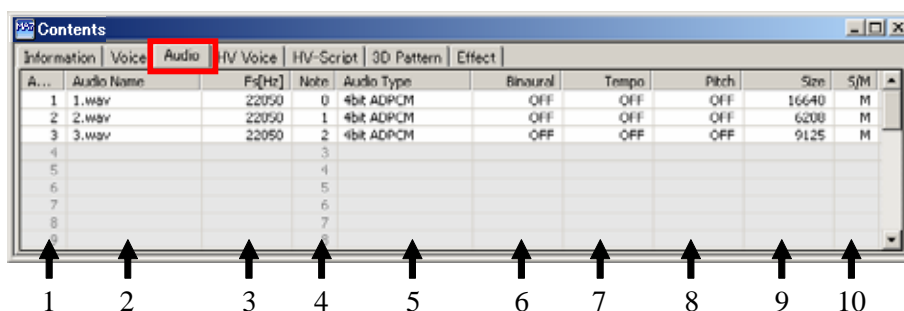 MA7 Contents
Information Voice Audio HV Voice HV-Script 3D Pattern Effect
A... Audio Name Fs[Hz] Note Audio Type Binaural Tempo Pitch Size S/M
1 1.wav 22050 0 4bit ADPCM OFF OFF OFF 16640 M
2 2.wav 22050 1 4bit ADPCM OFF OFF OFF 6208 M
3 3.wav 22050 2 4bit ADPCM OFF OFF OFF 9125 M
4 3
5 4
6 5
7 6
8 7
9 8
1 2 3 4 5 6 7 8 9 10